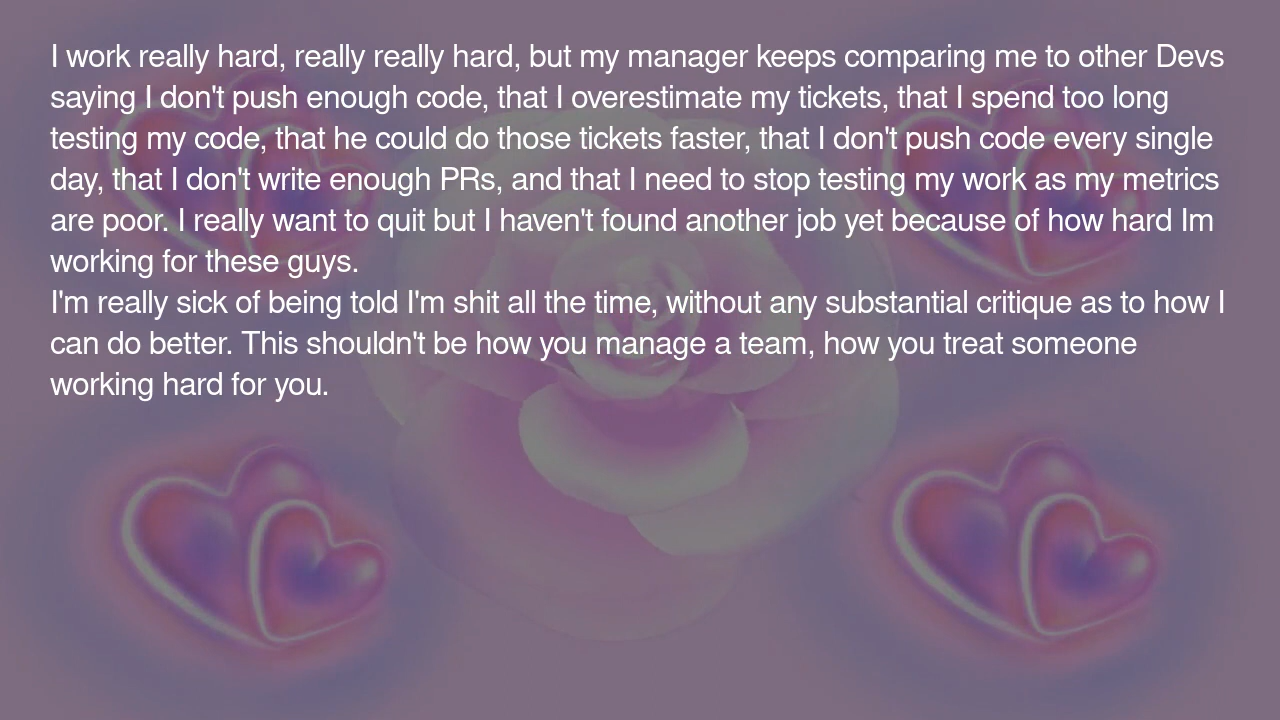 I work really hard, really really hard, but my manager keeps comparing me to other Devs
saying I don't push enough code, that I overestimate my tickets, that I spend too long
testing my code, that he could do those tickets faster, that I don't push code every single
day, that I don't write enough PRs, and that I need to stop testing my work as my metrics
are poor. I really want to quit but I haven't found another job yet because of how hard Im
working for these guys.
I'm really sick of being told I'm shit all the time, without any substantial critique as to how I
can do better. This shouldn't be how you manage a team, how you treat someone
working hard for you.